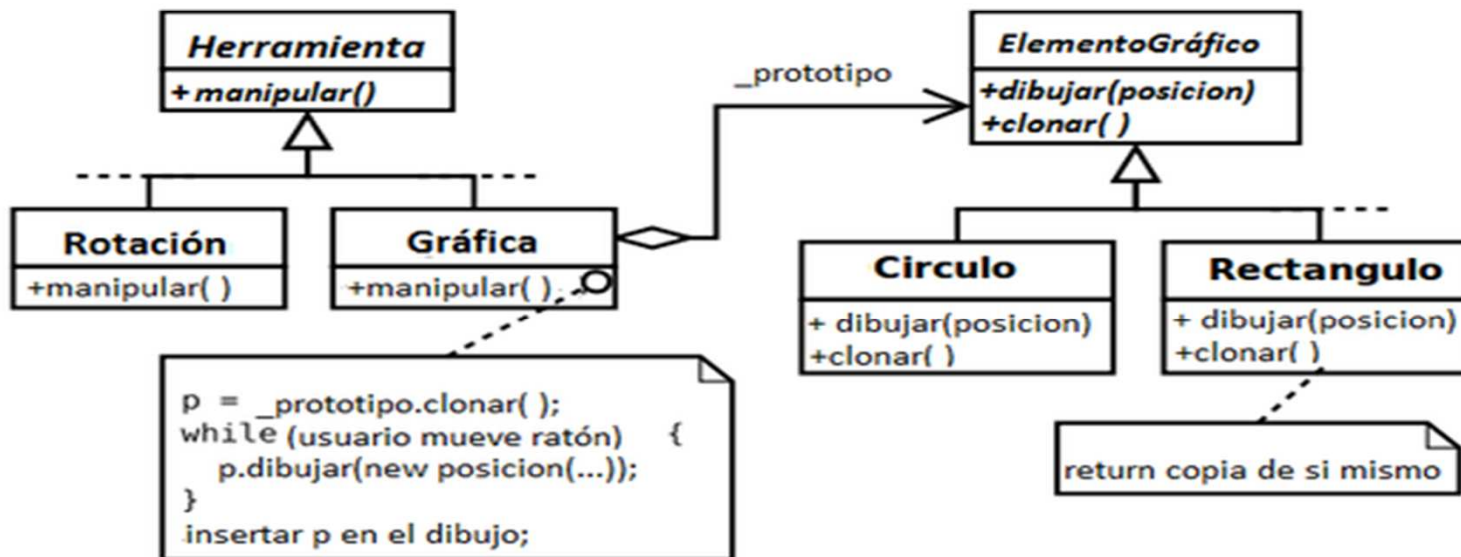 Herramienta
+manipular()
Rotación
+manipular( )
Gráfica
+manipular( )
p = _prototipo.clonar( );
while (usuario mueve ratón) {
p.dibujar(new posicion(...));
}
insertar p en el dibujo;
_prototipo
ElementoGráfico
+dibujar(posicion)
+clonar( )
Circulo
+ dibujar(posicion)
+clonar( )
Rectangulo
+ dibujar(posicion)
+clonar( )
return copia de si mismo